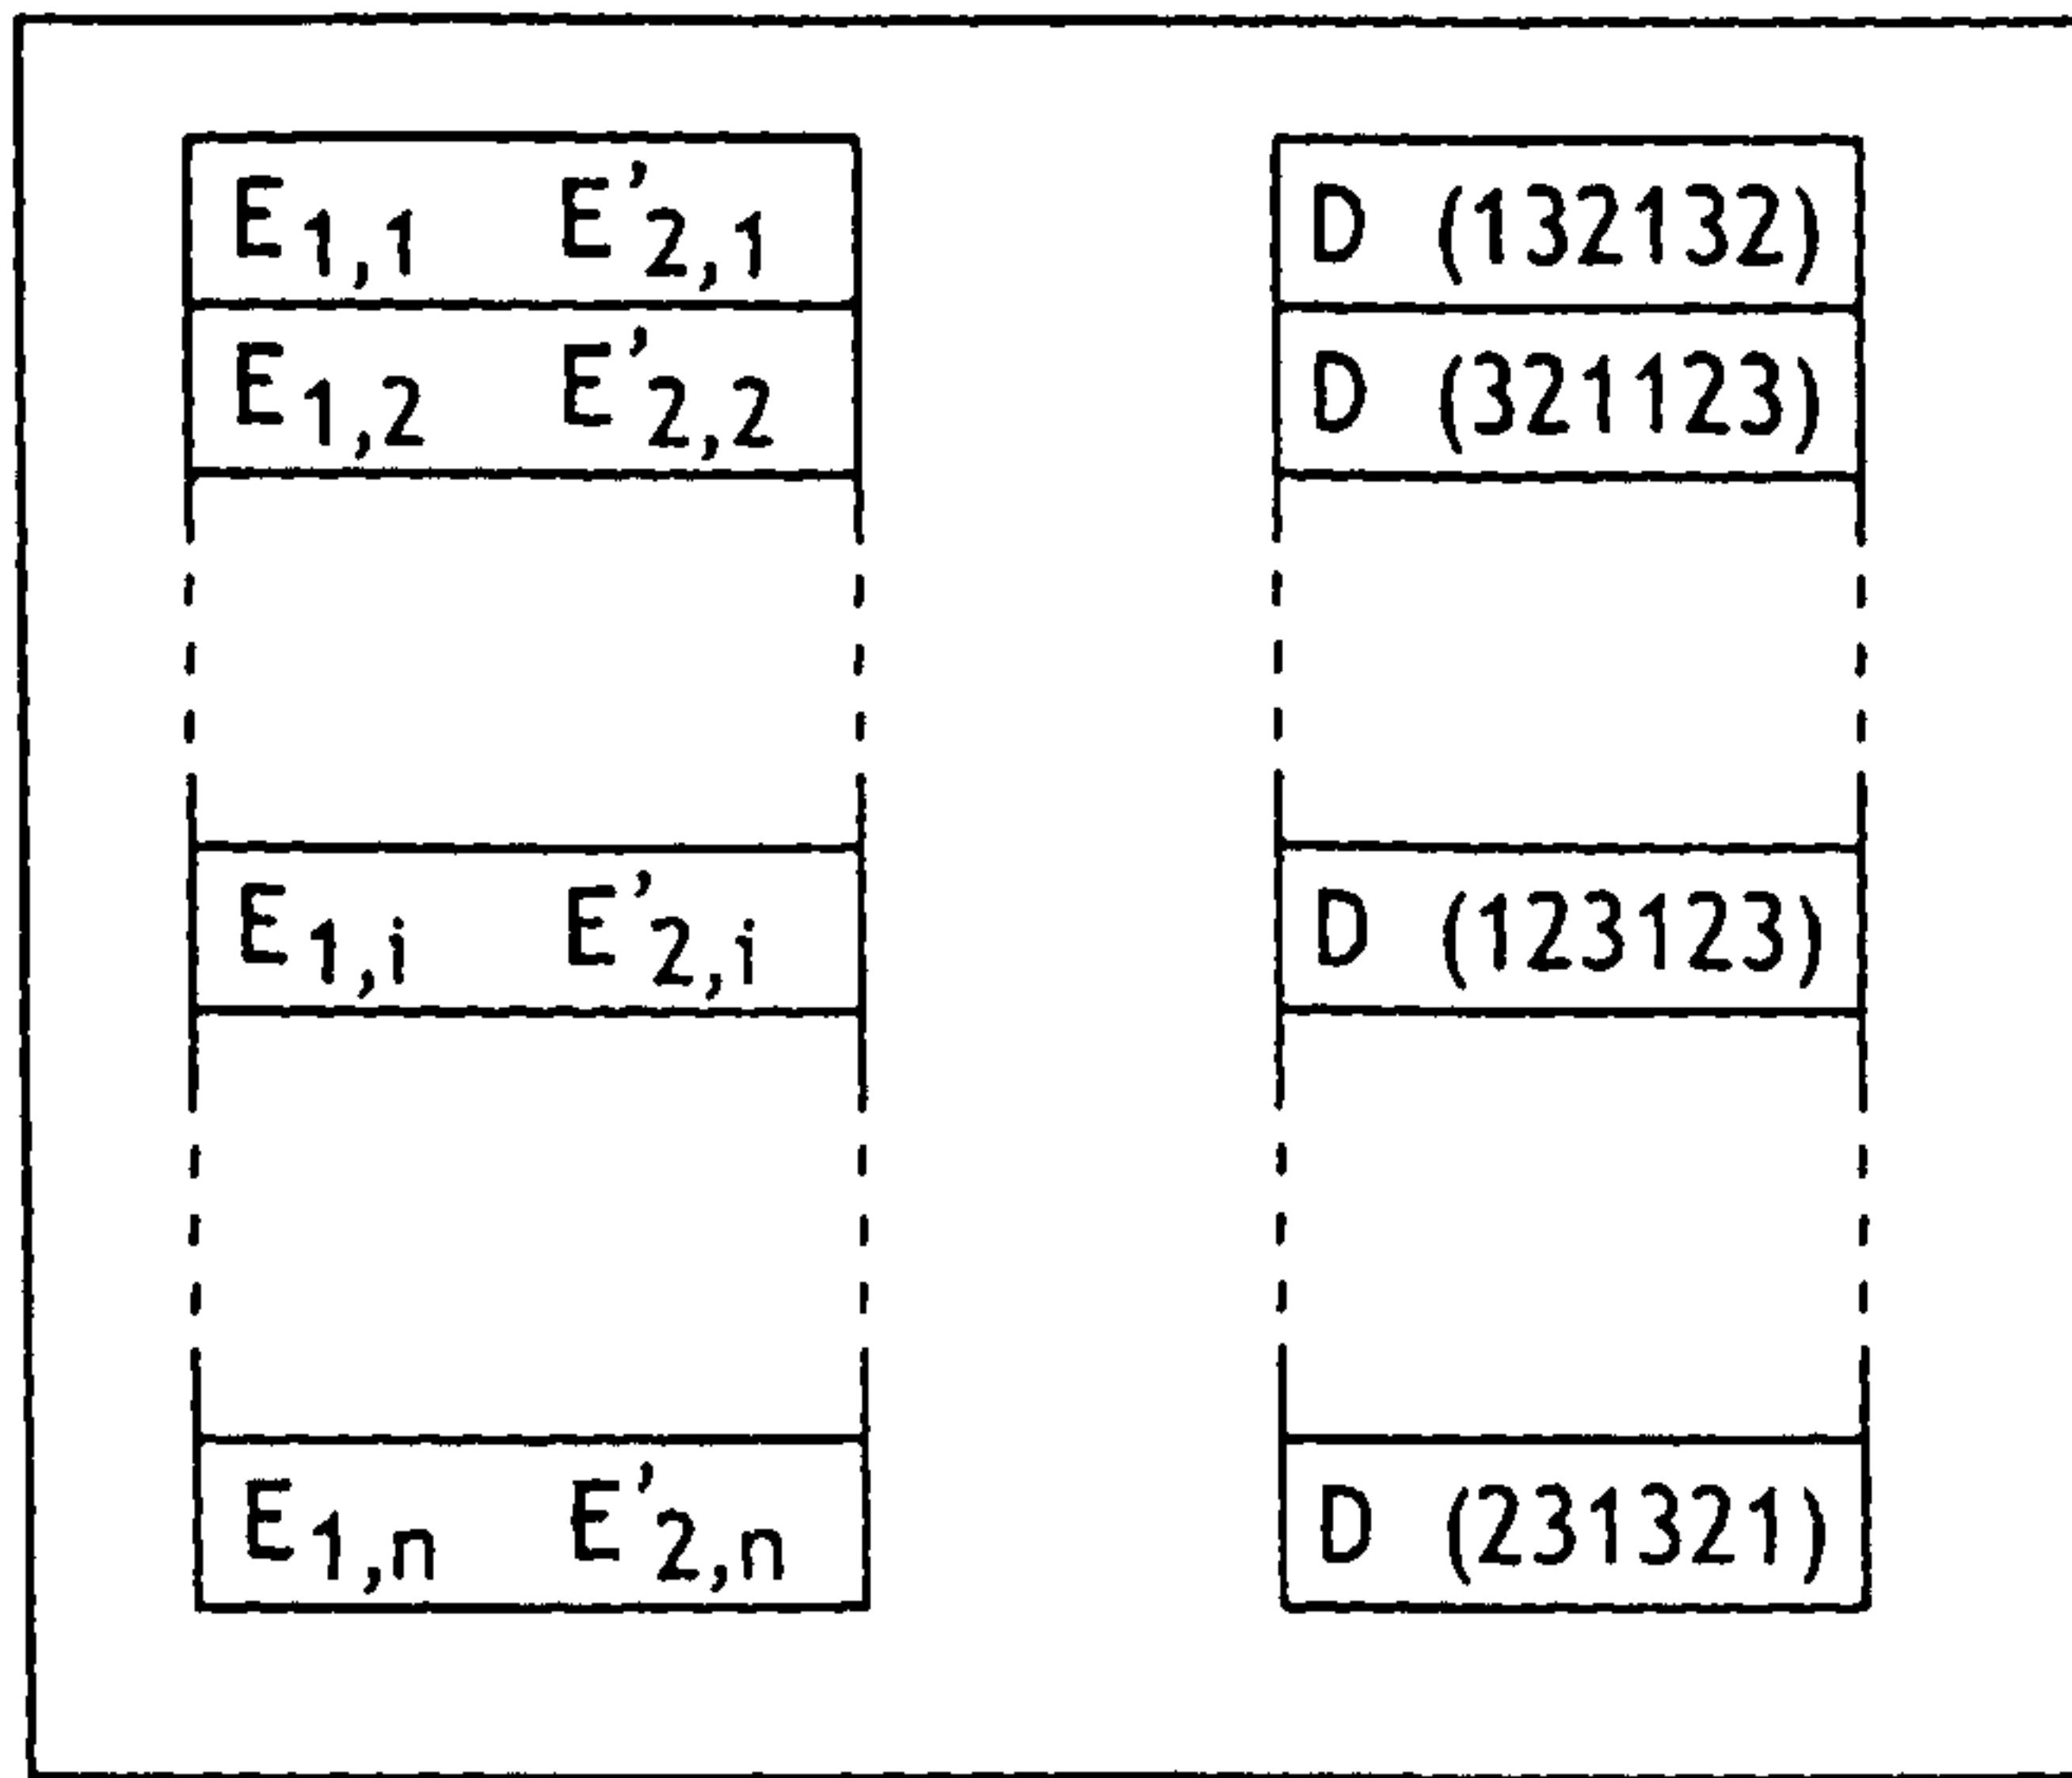 E1,1 E'2,1 D (132132)
E1,2 E'2,2 D (321123)
E1,i E'2,i D (123123)
E1,n E'2,n D (231321)